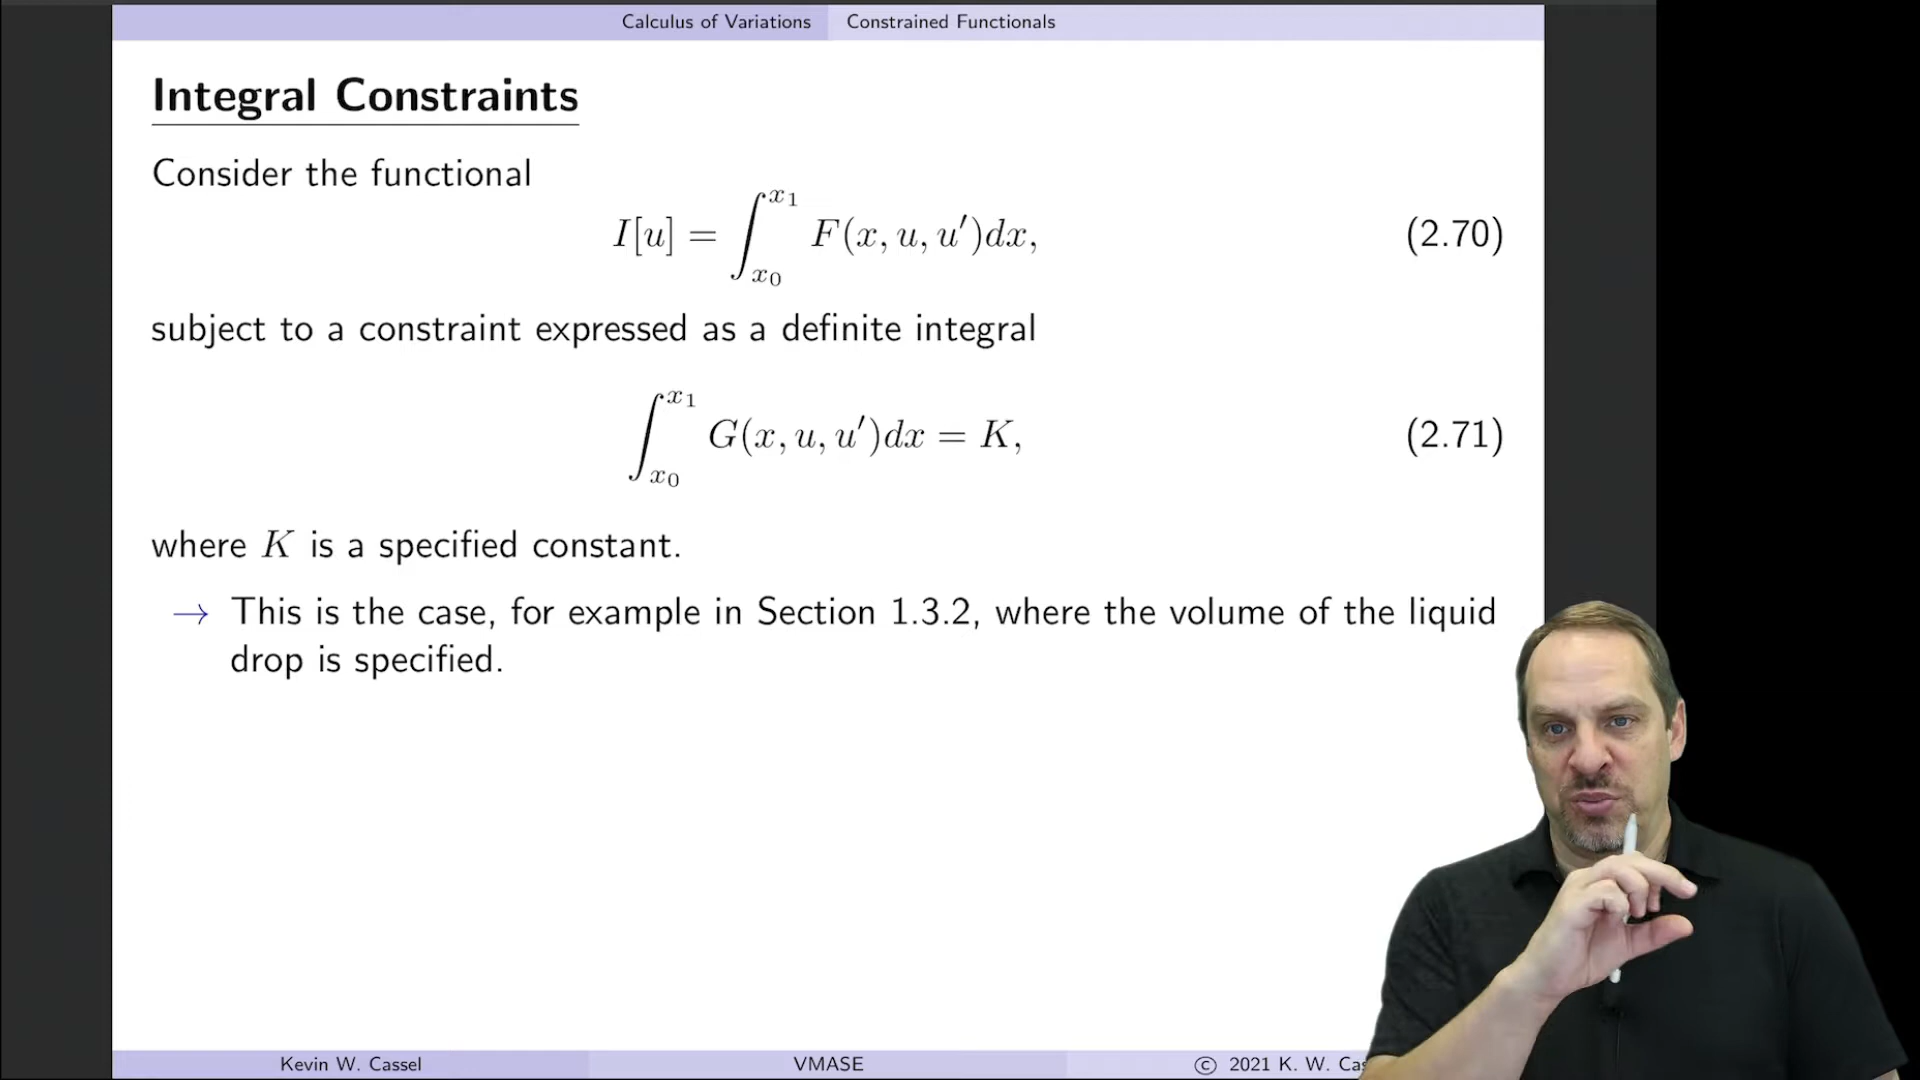 Calculus of Variations Constrained Functionals
Integral Constraints
Consider the functional
I[u] = ∫_{x_0}^{x_1} F(x, u, u′)dx, (2.70)
subject to a constraint expressed as a definite integral
∫_{x_0}^{x_1} G(x, u, u′)dx = K, (2.71)
where K is a specified constant.
→ This is the case, for example in Section 1.3.2, where the volume of the liquid
drop is specified.
Kevin W. Cassel VMASE © 2021 K. W.